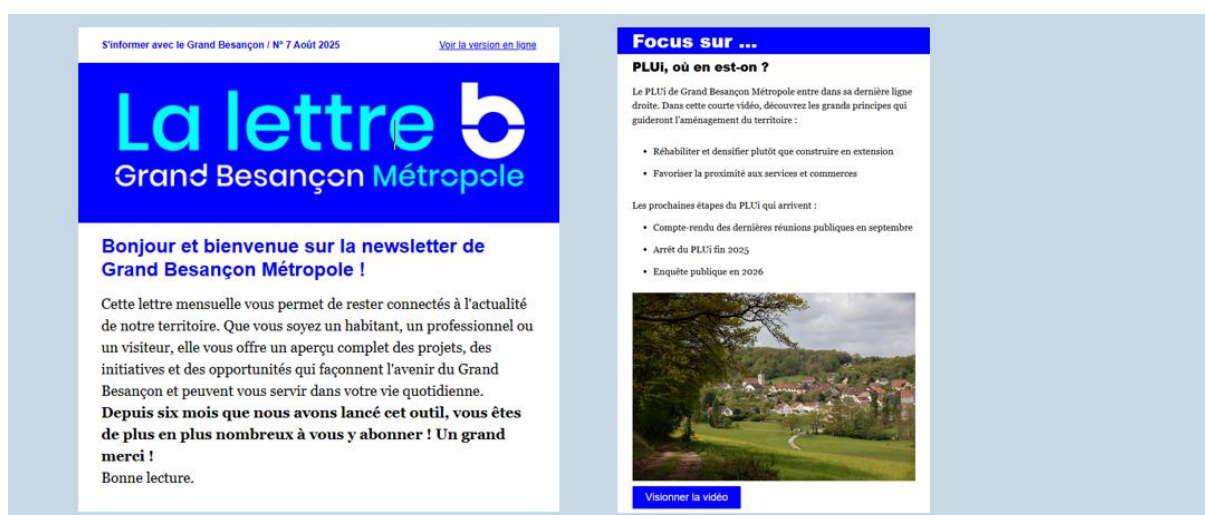 S'informer avec le Grand Besançon / N° 7 Août 2025
Voir la version en ligne
La lettre b
Grand Besançon Métropole
Bonjour et bienvenue sur la newsletter de
Grand Besançon Métropole !
Cette lettre mensuelle vous permet de rester connectés à l'actualité
de notre territoire. Que vous soyez un habitant, un professionnel ou
un visiteur, elle vous offre un aperçu complet des projets, des
initiatives et des opportunités qui façonnent l'avenir du Grand
Besançon et peuvent vous servir dans votre vie quotidienne.
Depuis six mois que nous avons lancé cet outil, vous êtes
de plus en plus nombreux à vous y abonner ! Un grand
merci !
Bonne lecture.
Focus sur ...
PLUi, où en est-on ?
Le PLUi de Grand Besançon Métropole entre dans sa dernière ligne
droite. Dans cette courte vidéo, découvrez les grands principes qui
guideront l'aménagement du territoire :
• Réhabiliter et densifier plutôt que construire en extension
• Favoriser la proximité aux services et commerces
Les prochaines étapes du PLUi qui arrivent :
• Compte-rendu des dernières réunions publiques en septembre
• Arrêt du PLUi fin 2025
• Enquête publique en 2026
Visionner la vidéo